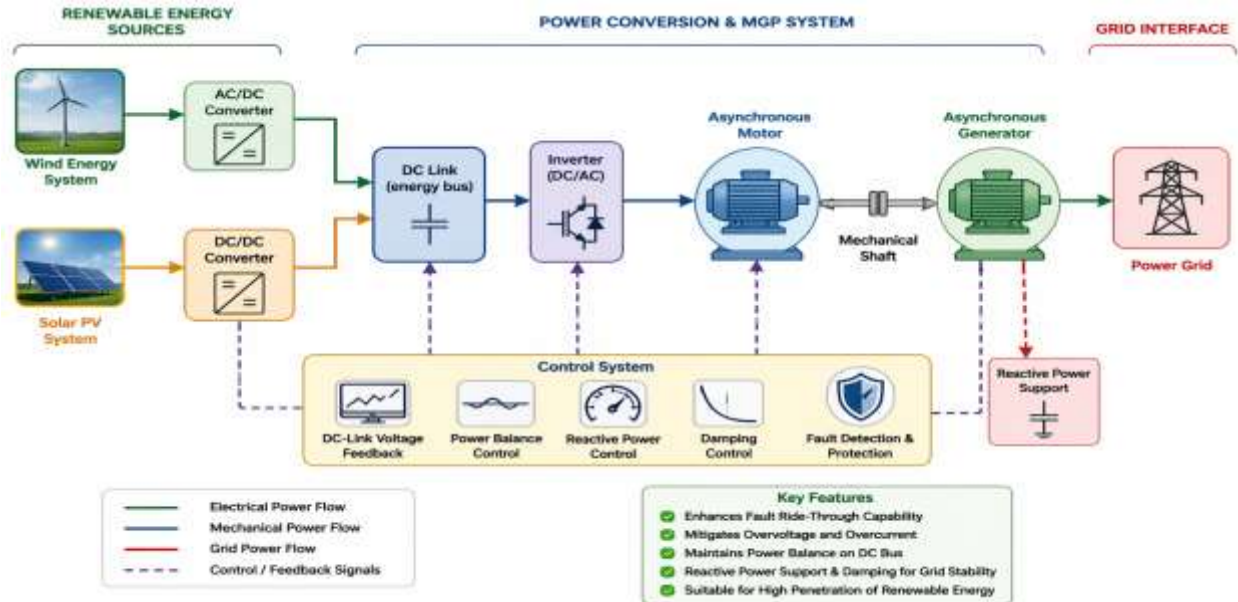 RENEWABLE ENERGY
SOURCES
POWER CONVERSION & MGP SYSTEM
GRID INTERFACE
AC/DC
Converter
Wind Energy
System
DC/DC
Converter
Solar PV
System
DC Link
(energy bus)
Inverter
(DC/AC)
Asynchronous
Motor
Mechanical
Shaft
Asynchronous
Generator
Power Grid
Reactive Power
Support
Control System
DC-Link Voltage
Feedback
Power Balance
Control
Reactive Power
Control
Damping
Control
Fault Detection &
Protection
Electrical Power Flow
Mechanical Power Flow
Grid Power Flow
Control / Feedback Signals
Key Features
Enhances Fault Ride-Through Capability
Mitigates Overvoltage and Overcurrent
Maintains Power Balance on DC Bus
Reactive Power Support & Damping for Grid Stability
Suitable for High Penetration of Renewable Energy